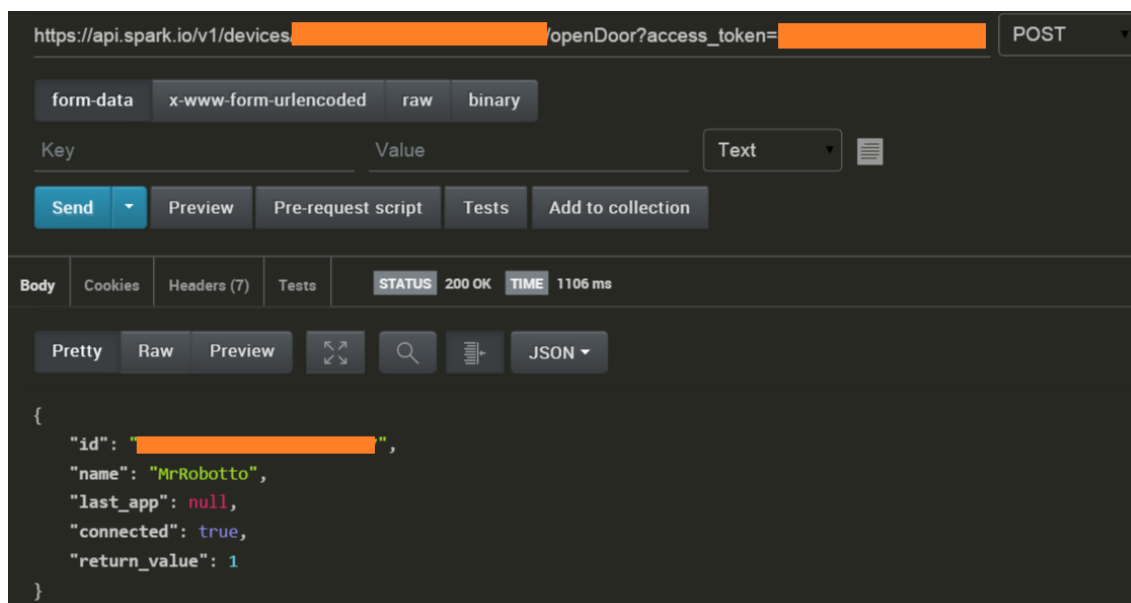 https://api.spark.io/v1/devices/ /openDoor?access_token= POST
form-data x-www-form-urlencoded raw binary
Key Value Text
Send Preview Pre-request script Tests Add to collection
Body Cookies Headers (7) Tests STATUS 200 OK TIME 1106 ms
Pretty Raw Preview JSON
{
"id": " ",
"name": "MrRobotto",
"last_app": null,
"connected": true,
"return_value": 1
}